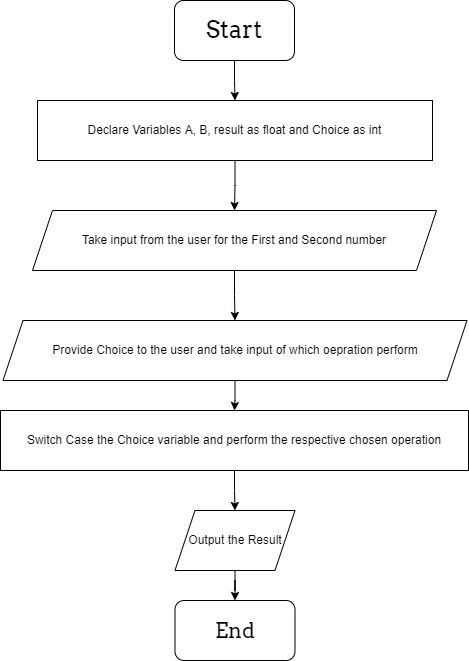 Start
Declare Variables A, B, result as float and Choice as int
Take input from the user for the First and Second number
Provide Choice to the user and take input of which oepration perform
Switch Case the Choice variable and perform the respective chosen operation
Output the Result
End